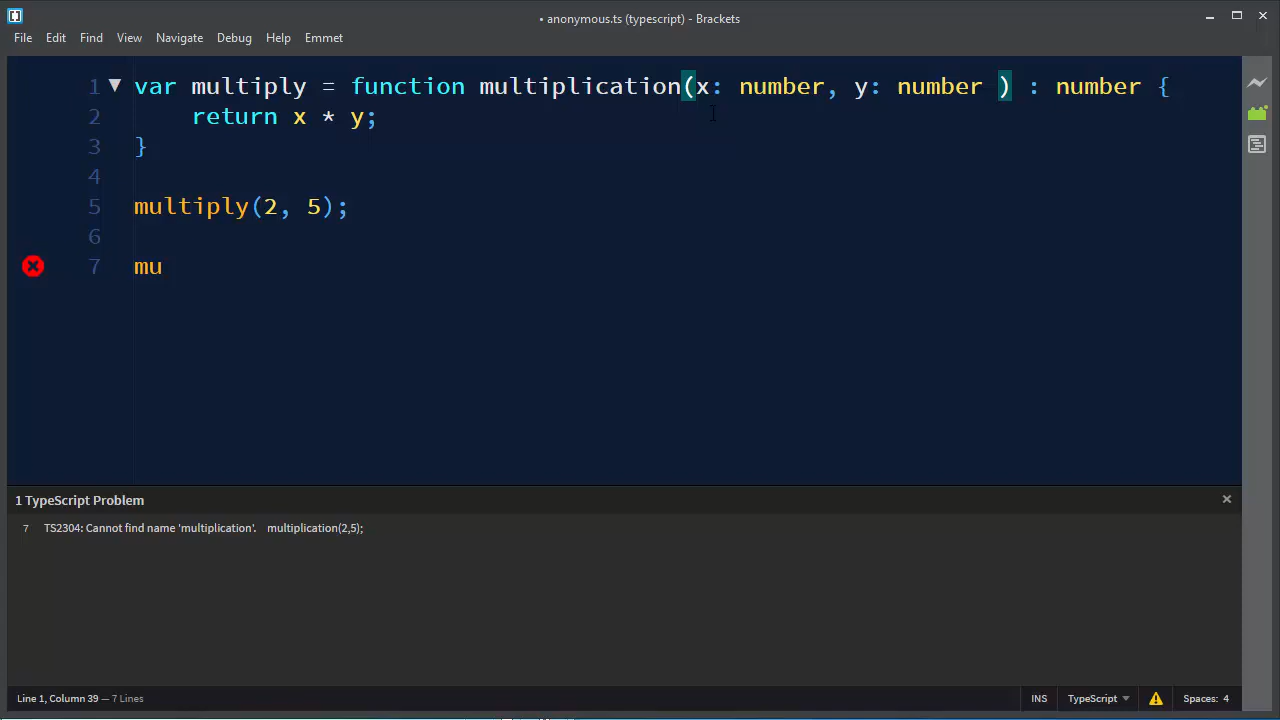 • anonymous.ts (typescript) - Brackets
File Edit Find View Navigate Debug Help Emmet
1 ▼ var multiply = function multiplication(x: number, y: number ) : number {
2 return x * y;
3 }
4
5 multiply(2, 5);
6
7 mu
1 TypeScript Problem ×
7 TS2304: Cannot find name 'multiplication'. multiplication(2,5);
Line 1, Column 39 — 7 Lines INS TypeScript ▼ Spaces: 4